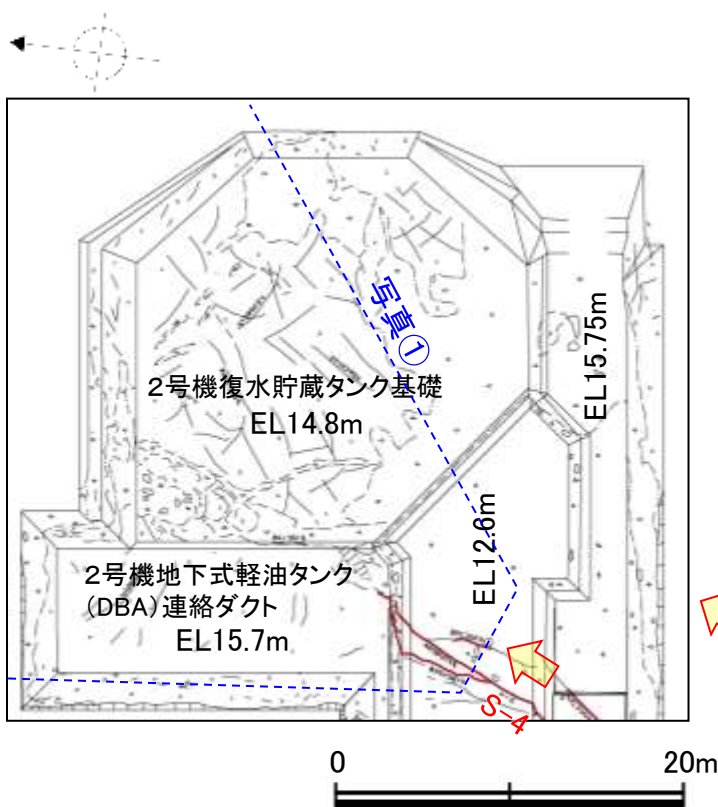 写真①
2号機復水貯蔵タンク基礎
EL14.8m
EL15.75m
EL12.6m
2号機地下式軽油タンク
(DBA)連絡ダクト
EL15.7m
S-4
0
20m